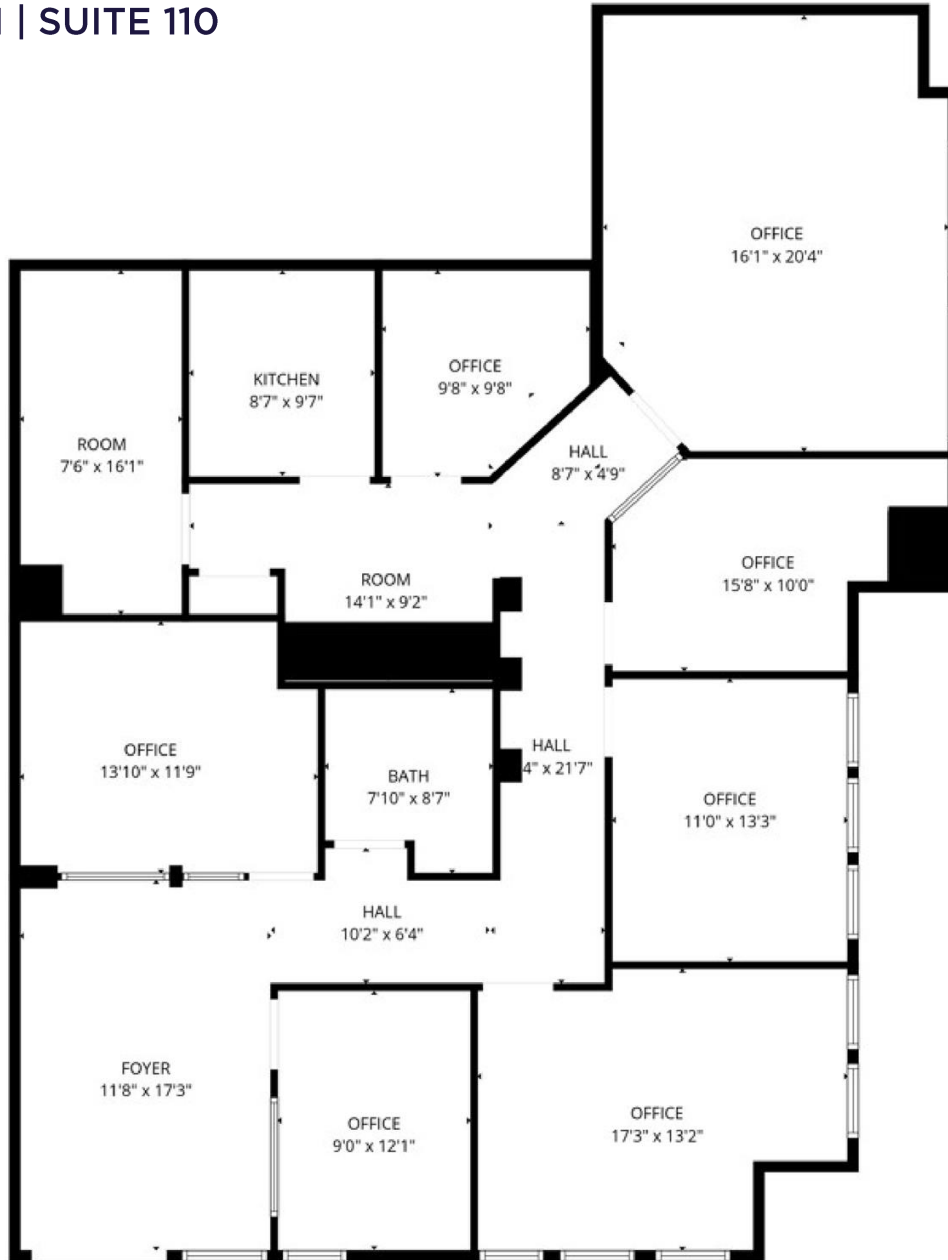 | SUITE 110
OFFICE
16'1" x 20'4"
KITCHEN
8'7" x 9'7"
OFFICE
9'8" x 9'8"
ROOM
7'6" x 16'1"
HALL
8'7" x 4'9"
OFFICE
15'8" x 10'0"
ROOM
14'1" x 9'2"
OFFICE
13'10" x 11'9"
HALL
4" x 21'7"
BATH
7'10" x 8'7"
OFFICE
11'0" x 13'3"
HALL
10'2" x 6'4"
FOYER
11'8" x 17'3"
OFFICE
9'0" x 12'1"
OFFICE
17'3" x 13'2"